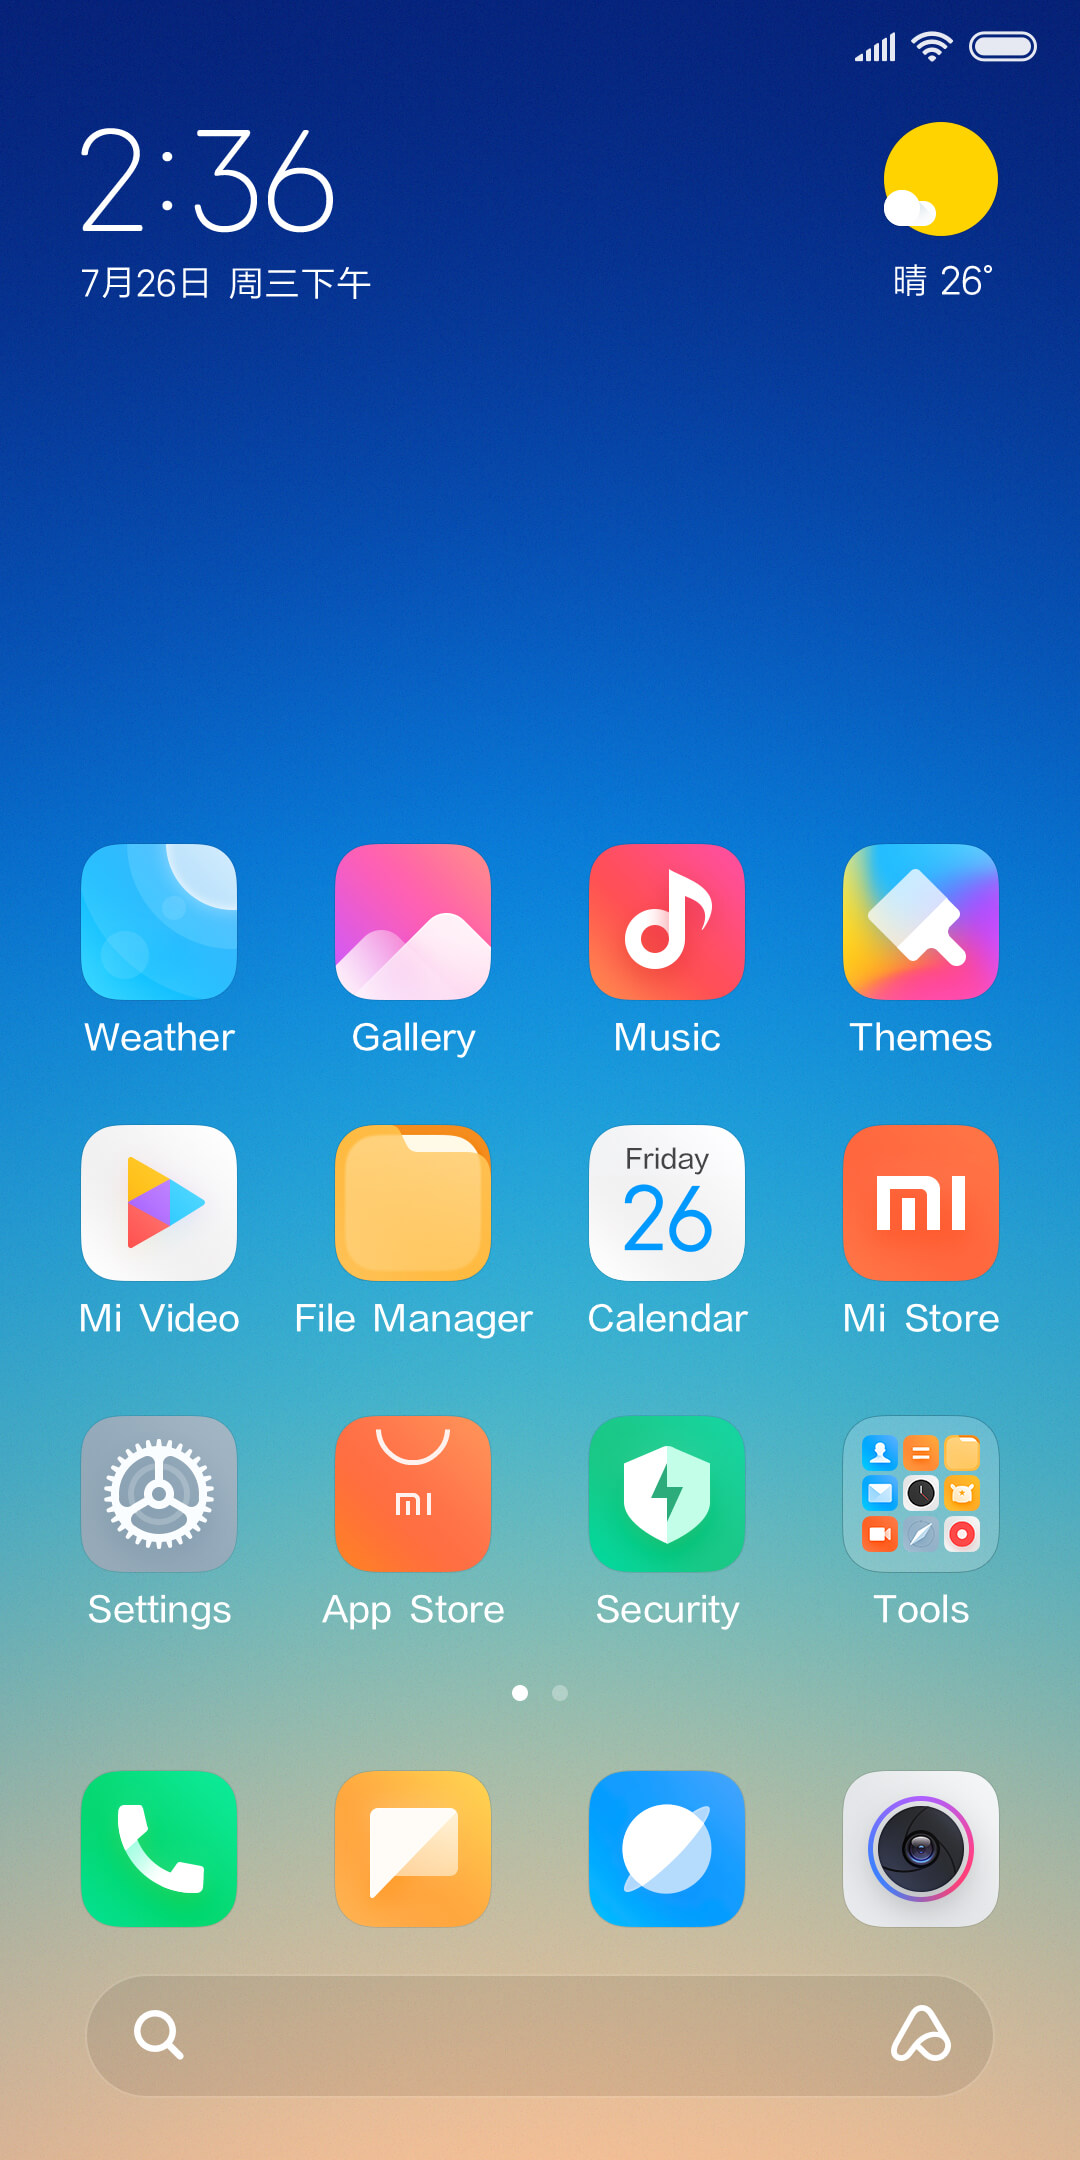 2:36
7月26日 周三下午
晴 26°
Weather
Gallery
Music
Themes
Friday
26
mi
Mi Video
File Manager
Calendar
Mi Store
mi
Settings
App Store
Security
Tools